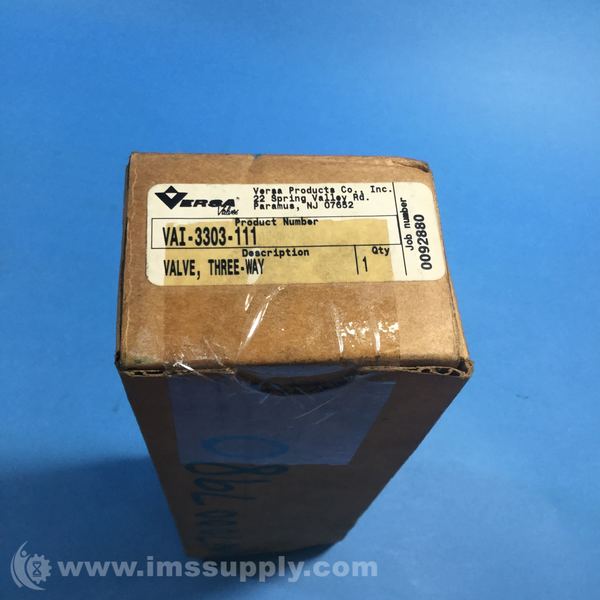 VERSA
Valves
Versa Products Co., Inc.
22 Spring Valley Rd.
Paramus, NJ 07652
Product Number
VAI-3303-111
Description
Qty
VALVE, THREE-WAY
1
Job number
0092880
www.imssupply.com